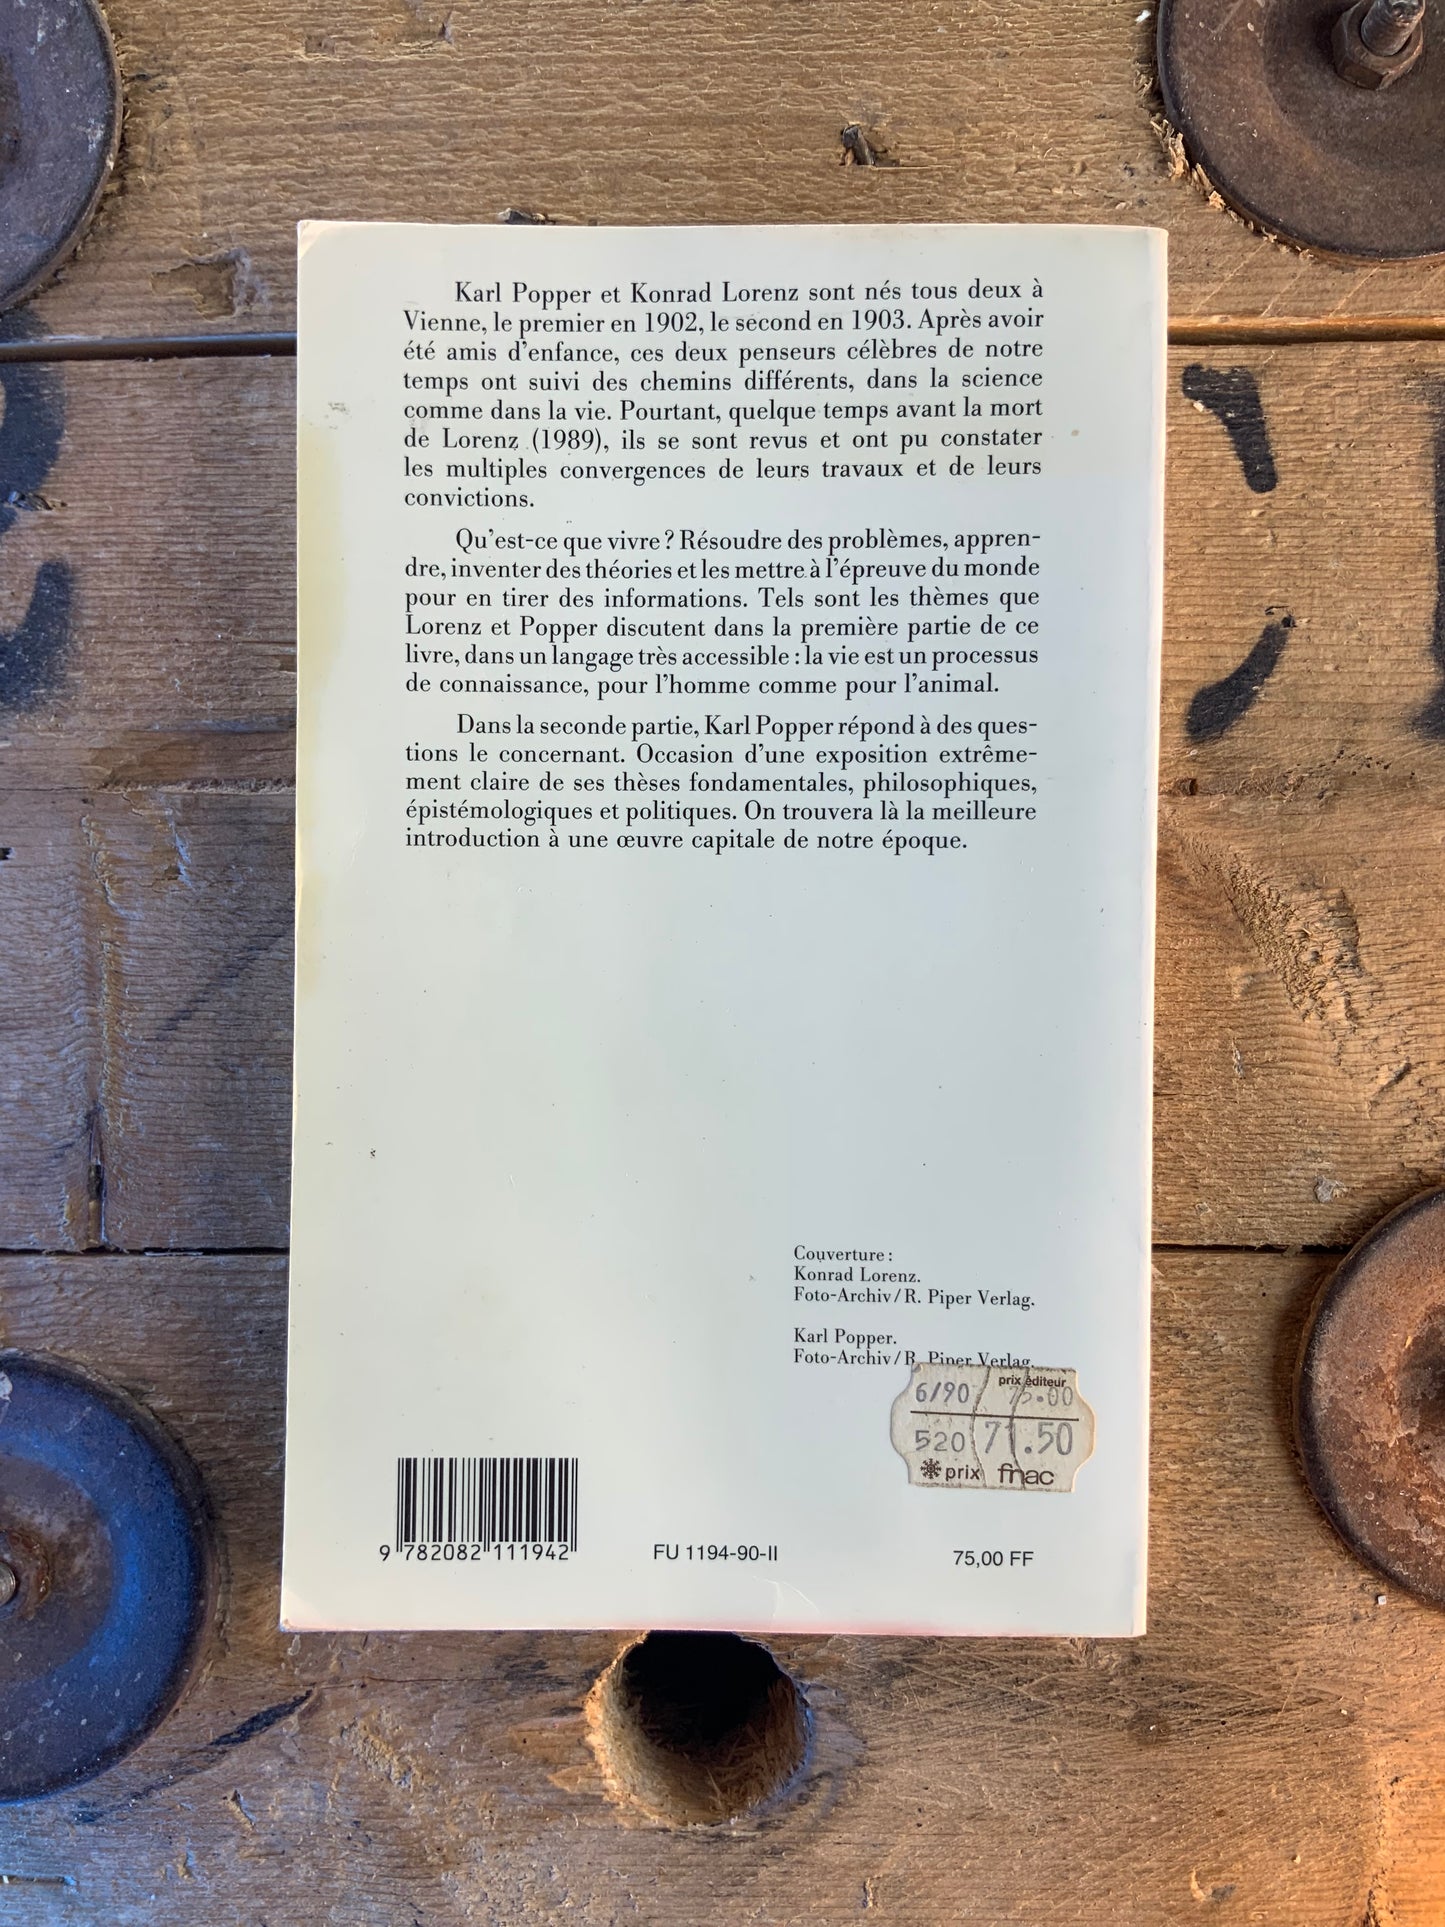 Karl Popper et Konrad Lorenz sont nés tous deux à
Vienne, le premier en 1902, le second en 1903. Après avoir
été amis d'enfance, ces deux penseurs célèbres de notre
temps ont suivi des chemins différents, dans la science
comme dans la vie. Pourtant, quelque temps avant la mort
de Lorenz (1989), ils se sont revus et ont pu constater
les multiples convergences de leurs travaux et de leurs
convictions.
Qu'est-ce que vivre ? Résoudre des problèmes, appren-
dre, inventer des théories et les mettre à l'épreuve du monde
pour en tirer des informations. Tels sont les thèmes que
Lorenz et Popper discutent dans la première partie de ce
livre, dans un langage très accessible : la vie est un processus
de connaissance, pour l'homme comme pour l'animal.
Dans la seconde partie, Karl Popper répond à des ques-
tions le concernant. Occasion d'une exposition extrême-
ment claire de ses thèses fondamentales, philosophiques,
épistémologiques et politiques. On trouvera là la meilleure
introduction à une œuvre capitale de notre époque.
Couverture :
Konrad Lorenz.
Foto-Archiv/R. Piper Verlag.
Karl Popper.
Foto-Archiv/R. Piper Verlag.
prix éditeur
6/90 75.00
520 71.50
prix fnac
9 782082 111942
FU 1194-90-II
75,00 FF